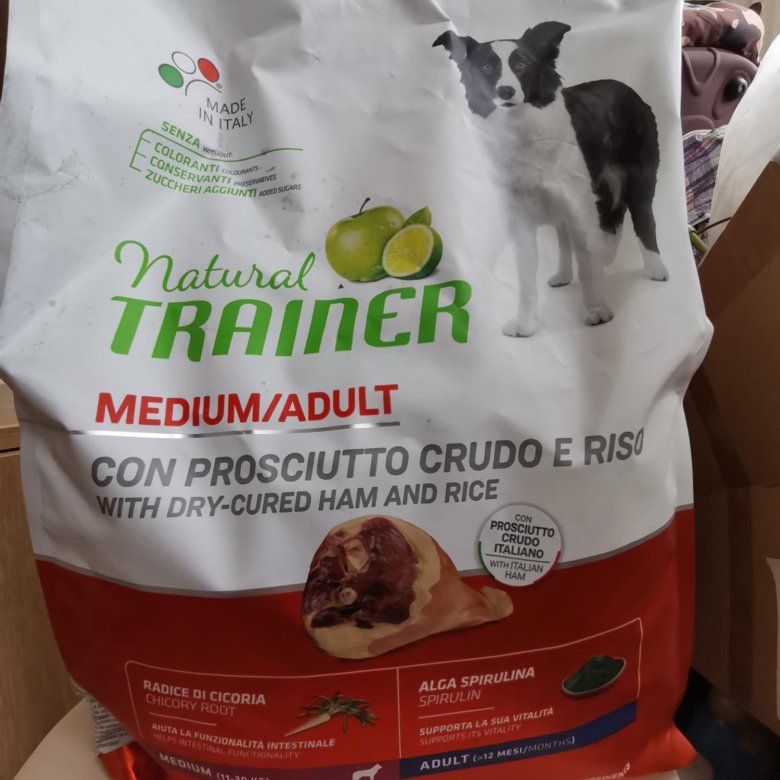 MADE
IN ITALY
SENZA WITHOUT
COLORANTI COLOURANTS -
CONSERVANTI PRESERVATIVES
ZUCCHERI AGGIUNTI ADDED SUGARS
Natural
TRAINER
MEDIUM/ADULT
CON PROSCIUTTO CRUDO E RISO
WITH DRY-CURED HAM AND RICE
CON
PROSCIUTTO
CRUDO
ITALIANO
WITH ITALIAN
HAM
RADICE DI CICORIA
CHICORY ROOT
AIUTA LA FUNZIONALITÀ INTESTINALE
HELPS INTESTINAL FUNCTIONALITY
ALGA SPIRULINA
SPIRULIN
SUPPORTA LA SUA VITALITÀ
SUPPORTS ITS VITALITY
MEDIUM (11-30 KG)
ADULT (>12 MESI/MONTHS)